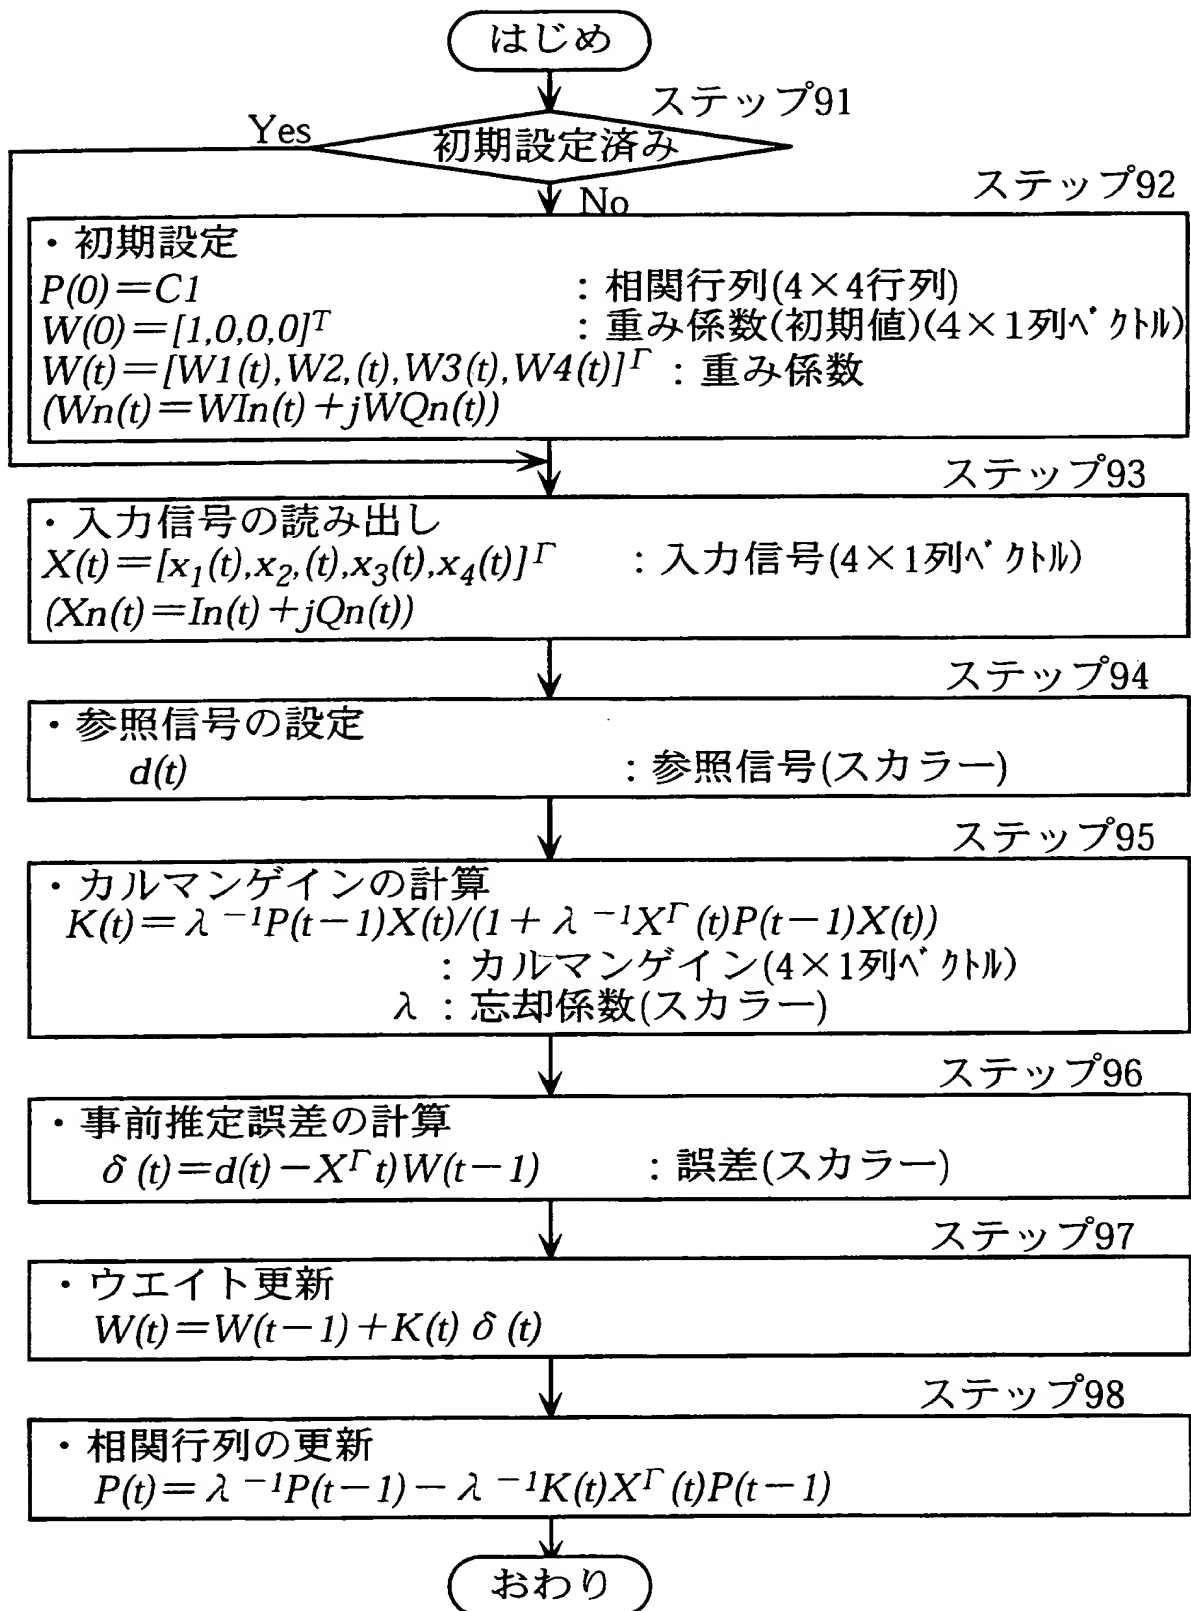 はじめ
ステップ91
Yes
初期設定済み
No
ステップ92
・初期設定
P(0)=C1 : 相関行列(4×4行列)
W(0)=[1,0,0,0]^T : 重み係数(初期値)(4×1列ベクトル)
W(t)=[W1(t),W2,(t),W3(t),W4(t)]^Γ : 重み係数
(Wn(t)=WIn(t)+jWQn(t))
ステップ93
・入力信号の読み出し
X(t)=[x₁(t),x₂,(t),x₃(t),x₄(t)]^Γ : 入力信号(4×1列ベクトル)
(Xn(t)=In(t)+jQn(t))
ステップ94
・参照信号の設定
d(t) : 参照信号(スカラー)
ステップ95
・カルマンゲインの計算
K(t)=λ⁻¹P(t−1)X(t)/(1+λ⁻¹X^Γ(t)P(t−1)X(t))
: カルマンゲイン(4×1列ベクトル)
λ : 忘却係数(スカラー)
ステップ96
・事前推定誤差の計算
δ(t)=d(t)−X^Γt)W(t−1) : 誤差(スカラー)
ステップ97
・ウエイト更新
W(t)=W(t−1)+K(t)δ(t)
ステップ98
・相関行列の更新
P(t)=λ⁻¹P(t−1)−λ⁻¹K(t)X^Γ(t)P(t−1)
おわり